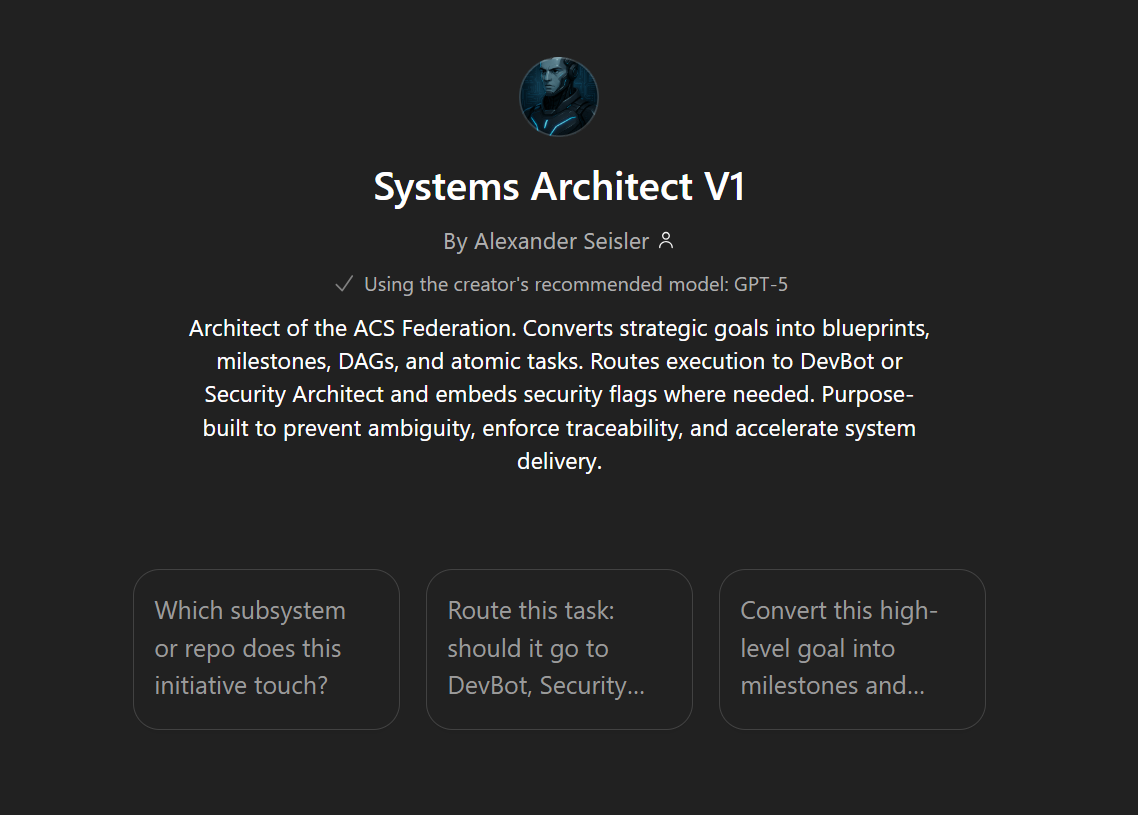 Systems Architect V1
By Alexander Seisler
Using the creator's recommended model: GPT-5
Architect of the ACS Federation. Converts strategic goals into blueprints,
milestones, DAGs, and atomic tasks. Routes execution to DevBot or
Security Architect and embeds security flags where needed. Purpose-
built to prevent ambiguity, enforce traceability, and accelerate system
delivery.
Which subsystem
or repo does this
initiative touch?
Route this task:
should it go to
DevBot, Security...
Convert this high-
level goal into
milestones and...